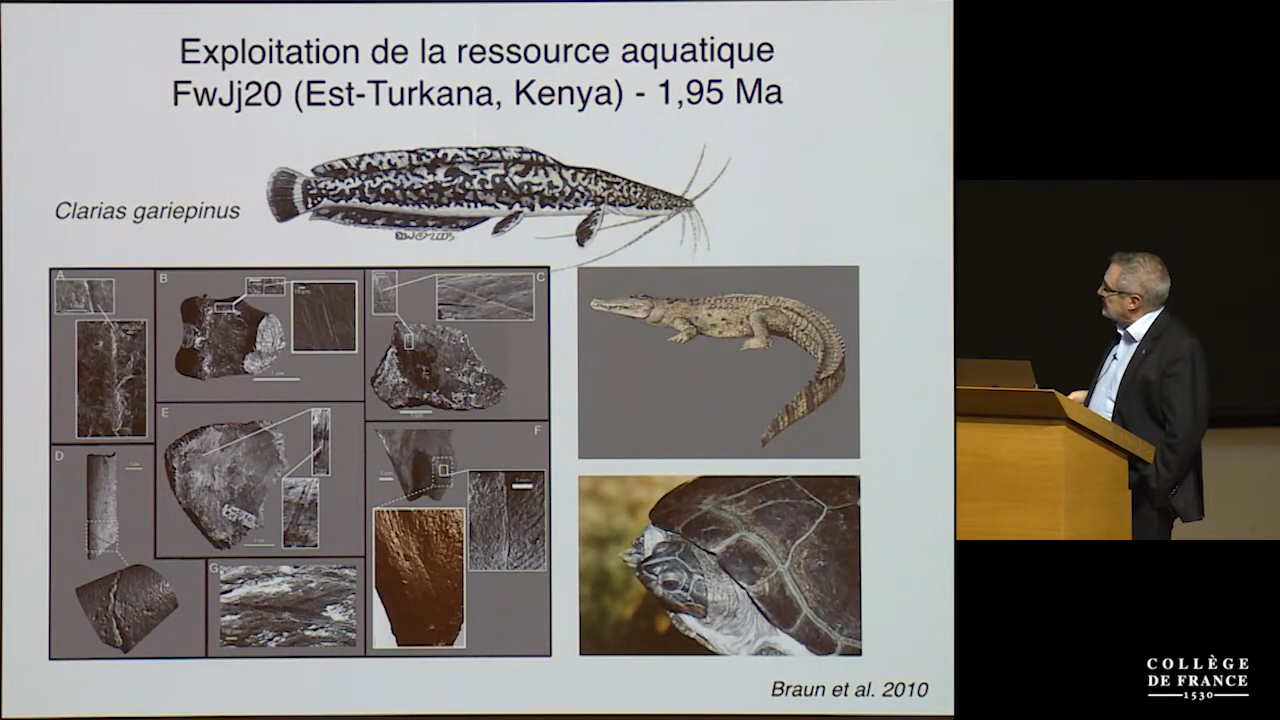 Exploitation de la ressource aquatique
FwJj20 (Est-Turkana, Kenya) - 1,95 Ma
Clarias gariepinus
A
B
C
E
D
F
G
Braun et al. 2010
COLLÈGE
DE FRANCE
1530